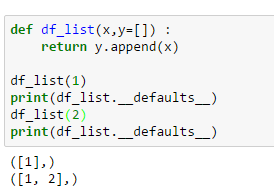 def df_list(x,y=[]) :
    return y.append(x)

df_list(1)
print(df_list.__defaults__)
df_list(2)
print(df_list.__defaults__)
([1],)
([1, 2],)